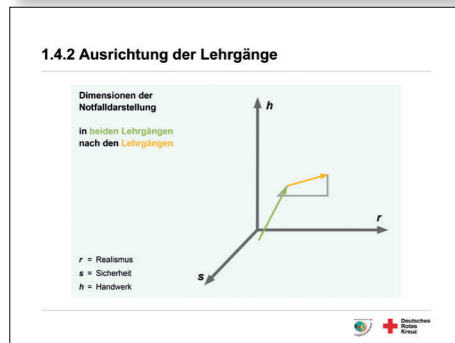 1.4.2 Ausrichtung der Lehrgänge
Dimensionen der
Notfalldarstellung
in beiden Lehrgängen
nach den Lehrgängen
h
r
s
r = Realismus
s = Sicherheit
h = Handwerk
Deutsches
Rotes
Kreuz